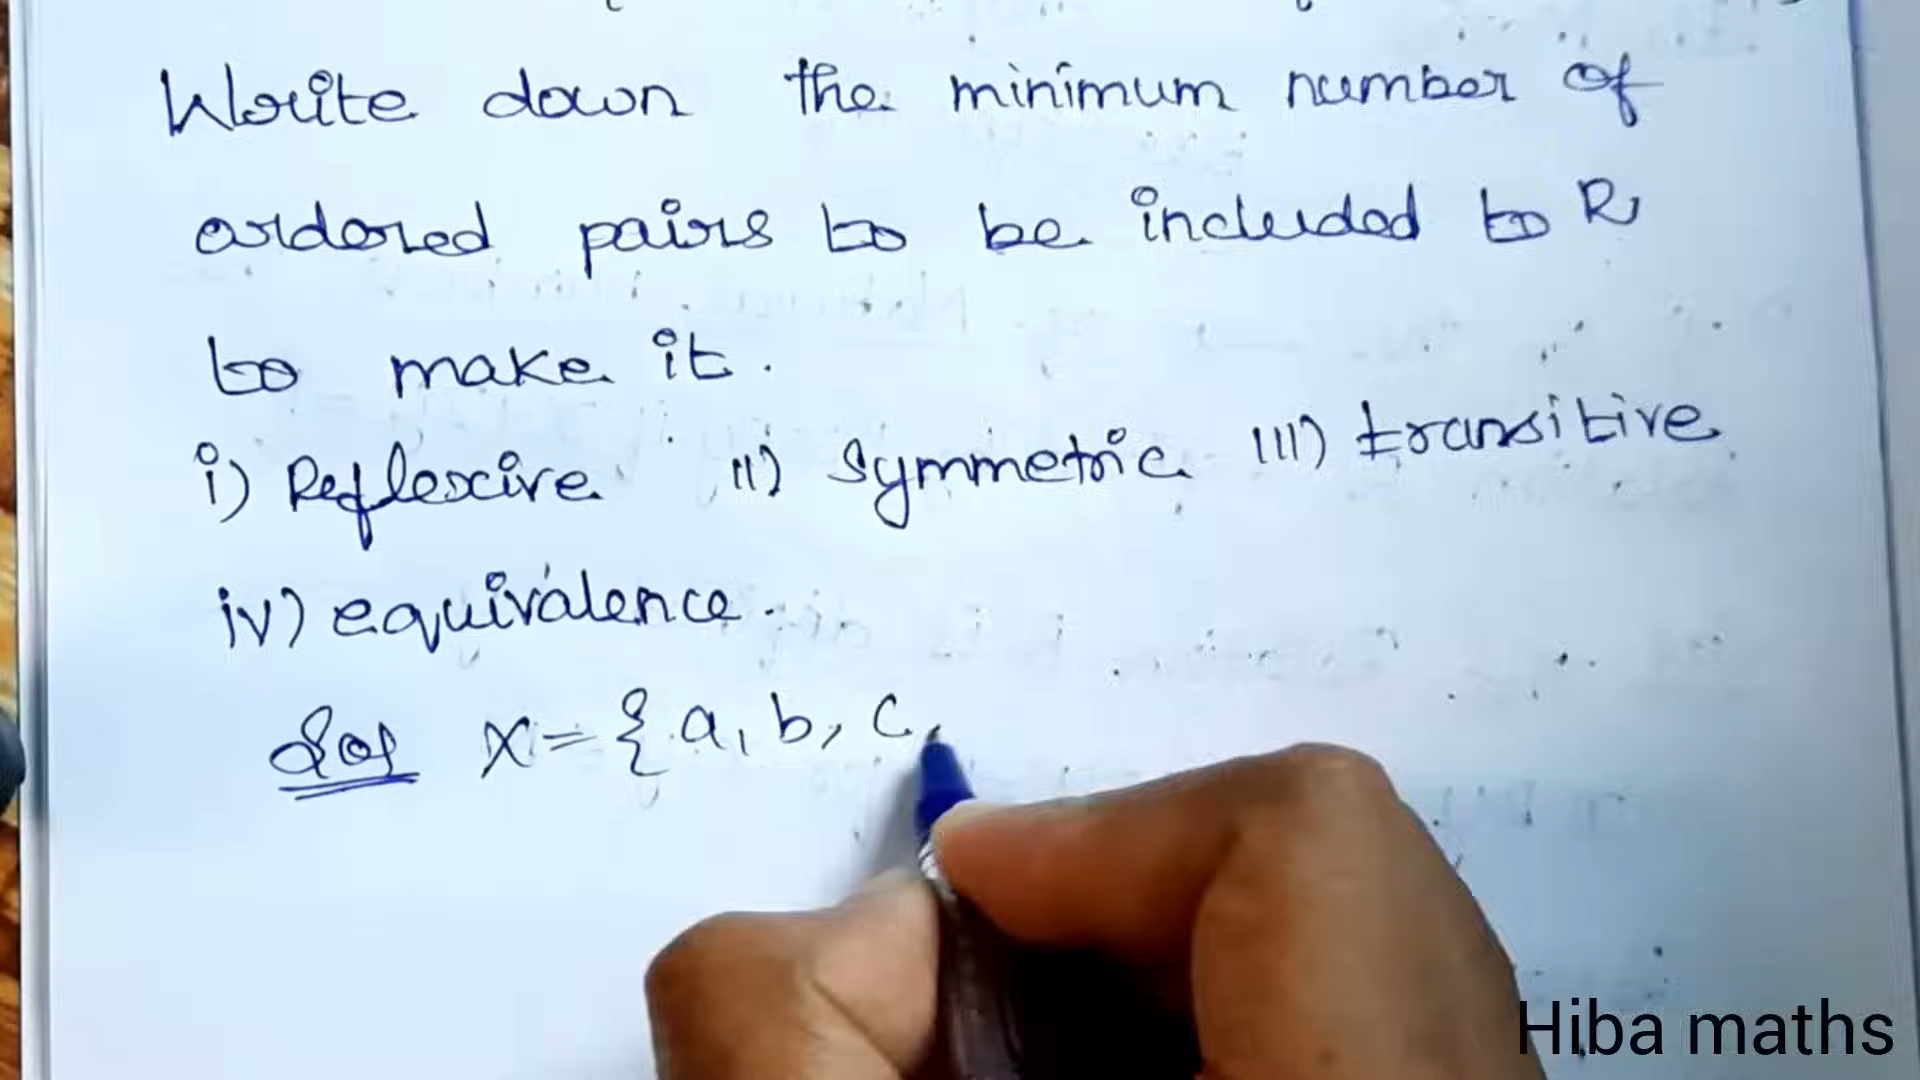 Write down the minimum number of
ordered pairs to be included to R
to make it.
i) Reflexive ii) Symmetric iii) transitive
iv) equivalence.
Sol X = { a, b, c,
Hiba maths